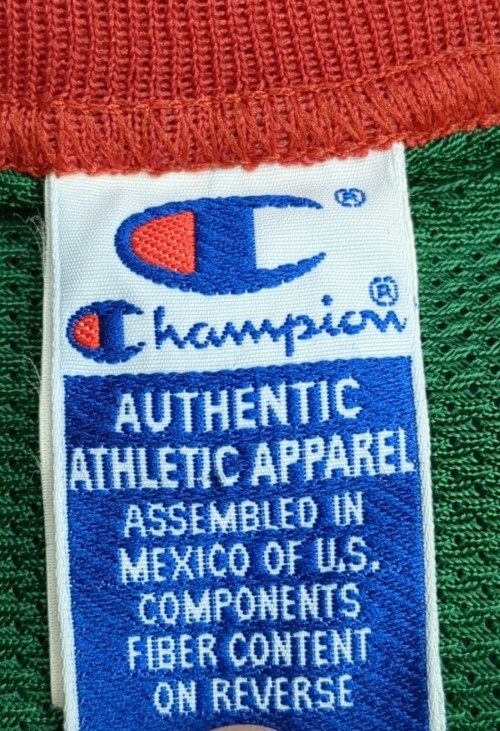 C ®
Champion ®
AUTHENTIC
ATHLETIC APPAREL
ASSEMBLED IN
MEXICO OF U.S.
COMPONENTS
FIBER CONTENT
ON REVERSE